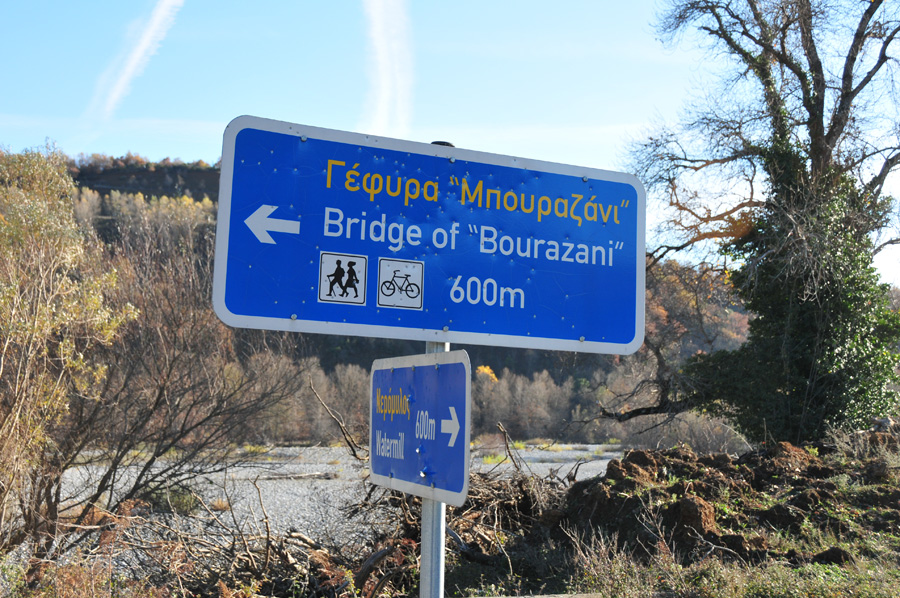 Γέφυρα "Μπουραζάνι"
Bridge of "Bourazani"
600m
Νερόμυλος
Watermill
600m